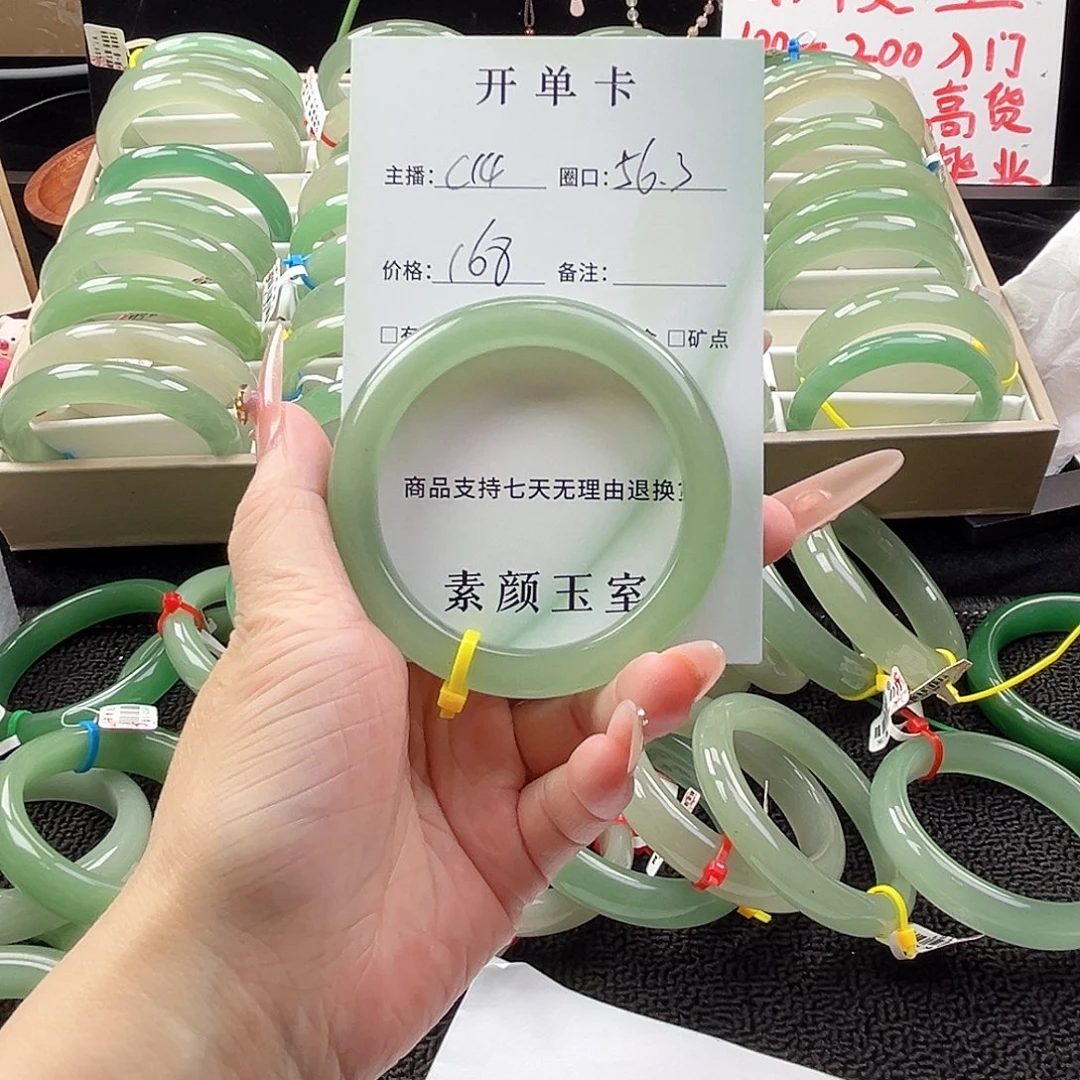 开单卡
主播: C14 圈口: 56.3
价格: 168 备注:
□矿点
商品支持七天无理由退换
素颜玉室
200入门
高货